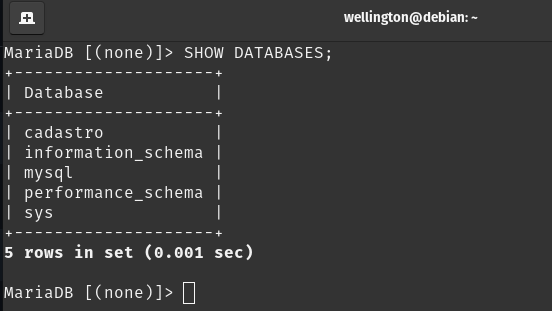 wellington@debian: ~
MariaDB [(none)]> SHOW DATABASES;
+--------------------+
| Database           |
+--------------------+
| cadastro           |
| information_schema |
| mysql              |
| performance_schema |
| sys                |
+--------------------+
5 rows in set (0.001 sec)
MariaDB [(none)]>